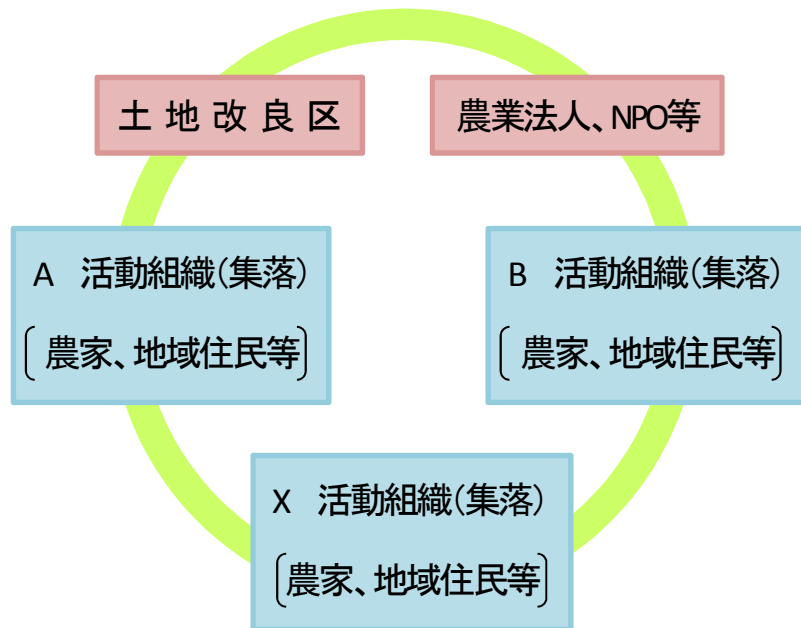 土地改良区
農業法人、NPO等
A 活動組織(集落)
〔農家、地域住民等〕
B 活動組織(集落)
〔農家、地域住民等〕
X 活動組織(集落)
〔農家、地域住民等〕